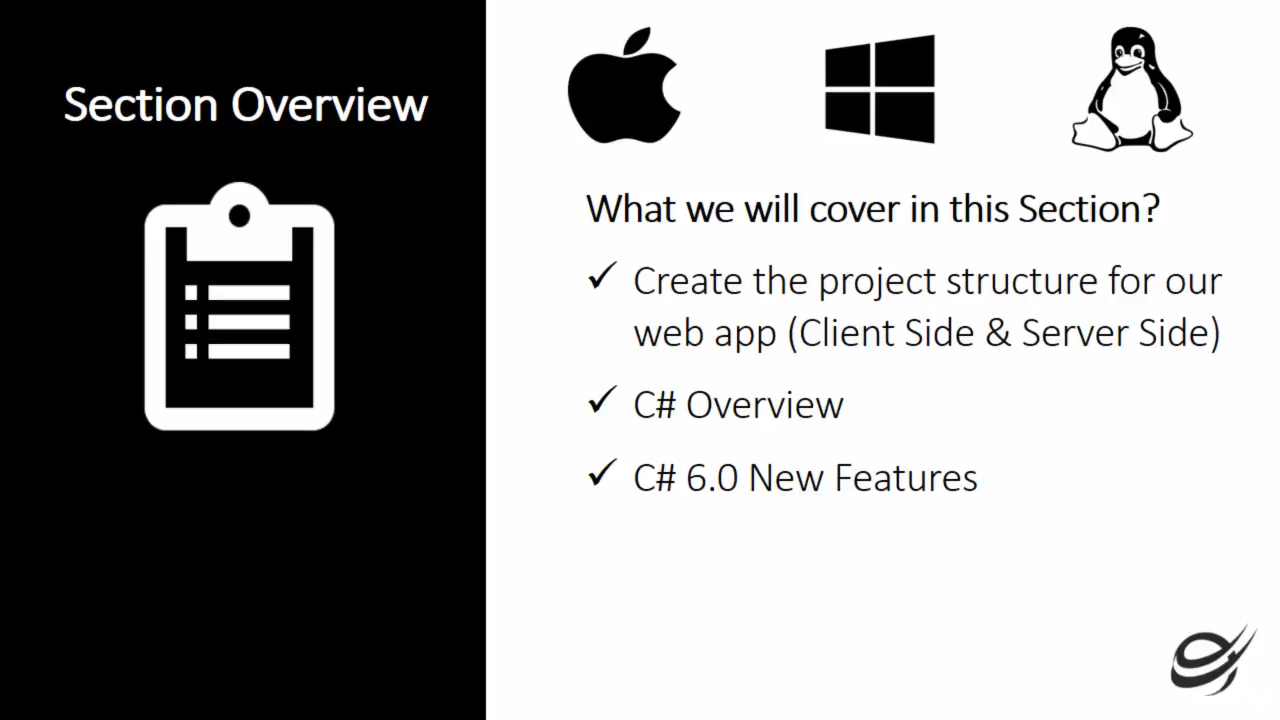 Section Overview
What we will cover in this Section?
✓ Create the project structure for our
web app (Client Side & Server Side)
✓ C# Overview
✓ C# 6.0 New Features